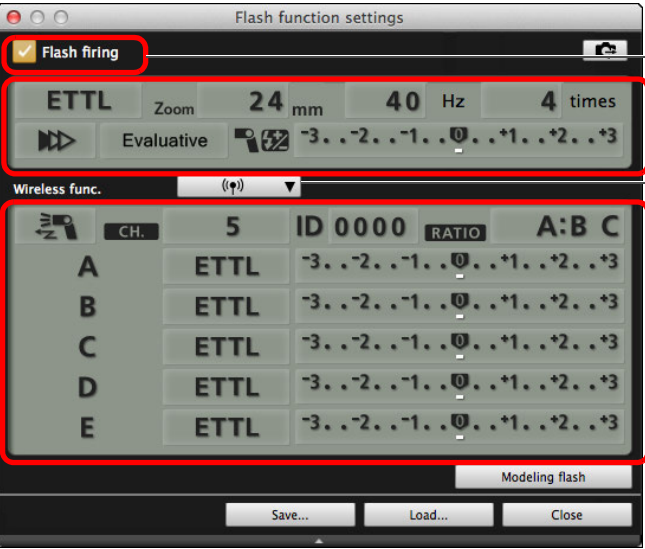 Flash function settings
Flash firing
ETTL Zoom 24 mm 40 Hz 4 times
Evaluative -3..-2..-1..0..+1..+2..+3
Wireless func.
CH. 5 ID 0000 RATIO A:B C
A ETTL -3..-2..-1..0..+1..+2..+3
B ETTL -3..-2..-1..0..+1..+2..+3
C ETTL -3..-2..-1..0..+1..+2..+3
D ETTL -3..-2..-1..0..+1..+2..+3
E ETTL -3..-2..-1..0..+1..+2..+3
Modeling flash
Save... Load... Close